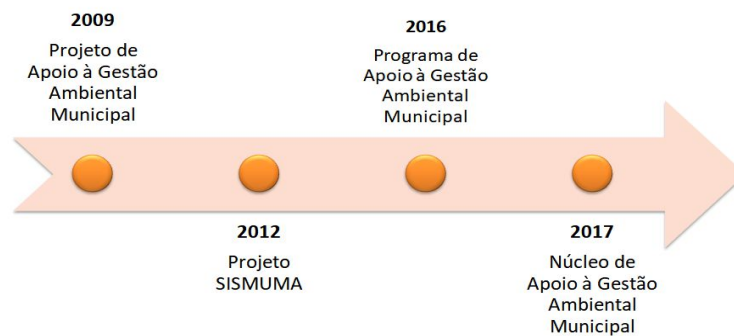 2009
Projeto de
Apoio à Gestão
Ambiental
Municipal
2012
Projeto
SISMUMA
2016
Programa de
Apoio à Gestão
Ambiental
Municipal
2017
Núcleo de
Apoio à Gestão
Ambiental
Municipal